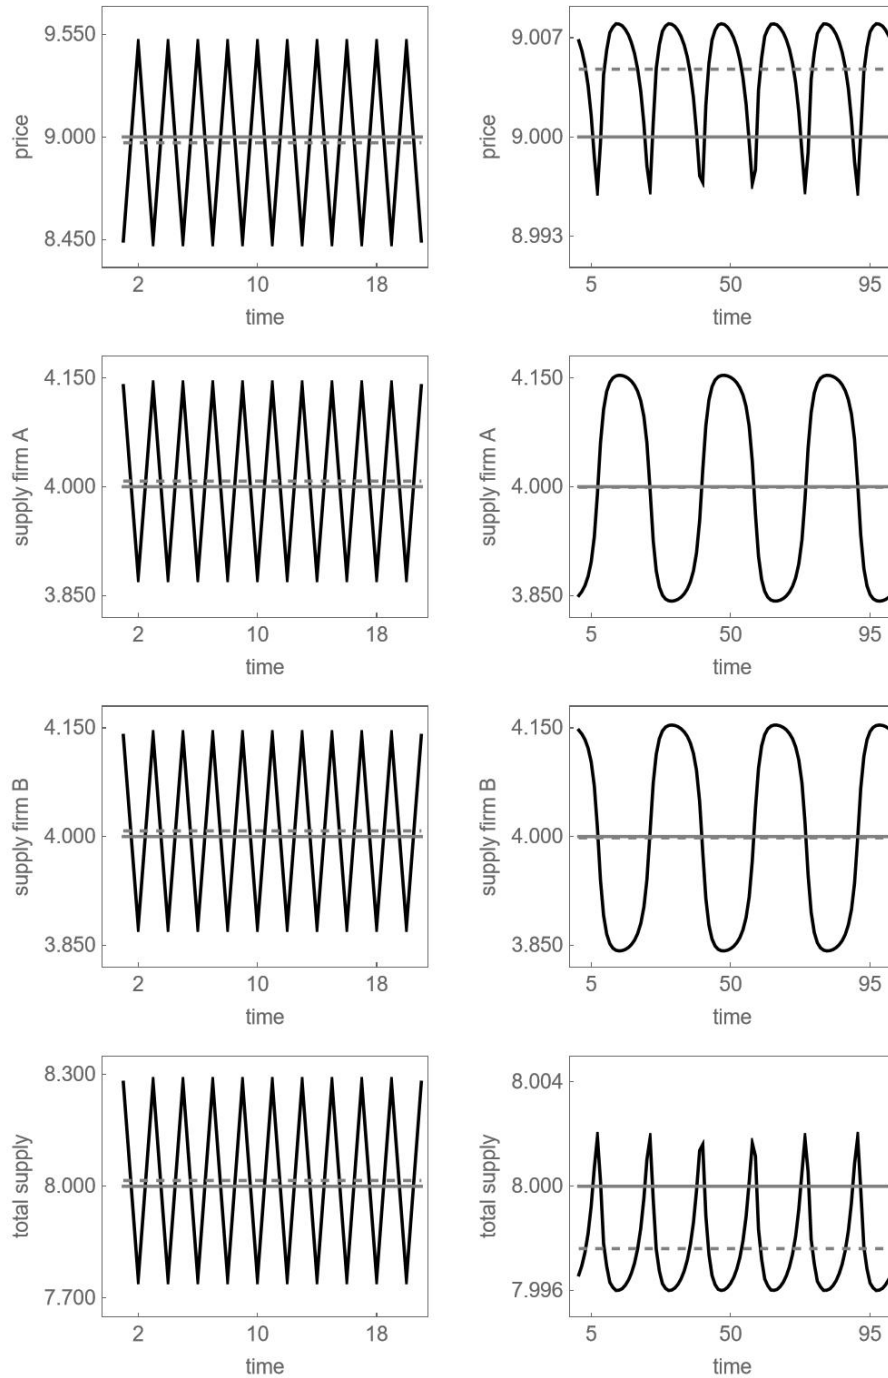 9.550
9.000
8.450
price
2 10 18
time
9.007
9.000
8.993
price
5 50 95
time
4.150
4.000
3.850
supply firm A
2 10 18
time
4.150
4.000
3.850
supply firm A
5 50 95
time
4.150
4.000
3.850
supply firm B
2 10 18
time
4.150
4.000
3.850
supply firm B
5 50 95
time
8.300
8.000
7.700
total supply
2 10 18
time
8.004
8.000
7.996
total supply
5 50 95
time